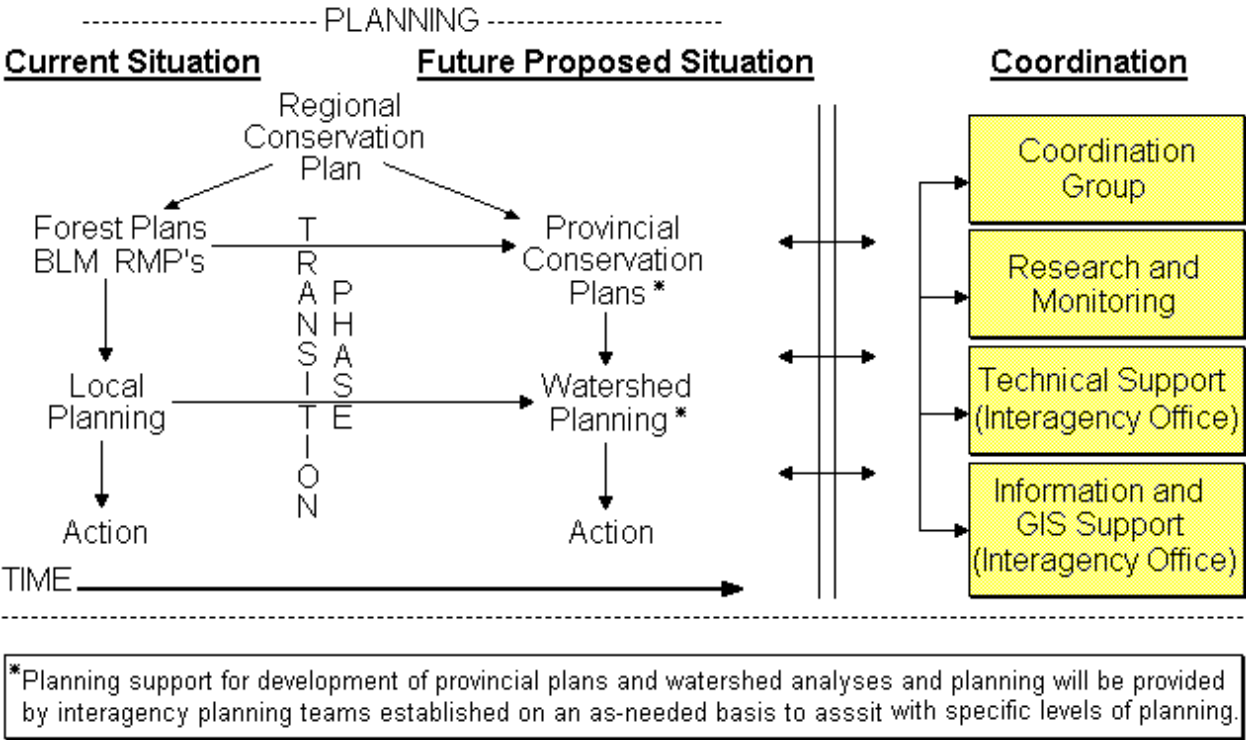 PLANNING
Current Situation
Future Proposed Situation
Coordination
Regional
Conservation
Plan
Forest Plans
BLM RMP's
Provincial
Conservation
Plans *
TRANSITION
PHASE
Local
Planning
Watershed
Planning *
Action
Action
TIME
Coordination
Group
Research and
Monitoring
Technical Support
(Interagency Office)
Information and
GIS Support
(Interagency Office)
*Planning support for development of provincial plans and watershed analyses and planning will be provided
by interagency planning teams established on an as-needed basis to asssit with specific levels of planning.